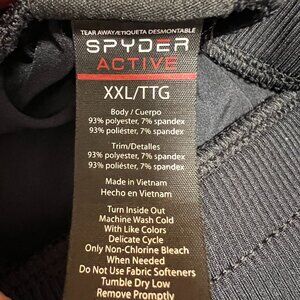 TEAR AWAY/ETIQUETA DESMONTABLE
SPYDER
ACTIVE
XXL/TTG
Body / Cuerpo
93% polyester, 7% spandex
93% poliéster, 7% spandex
Trim/Detalles
93% polyester, 7% spandex
93% poliéster, 7% spandex
Made in Vietnam
Hecho en Vietnam
Turn Inside Out
Machine Wash Cold
With Like Colors
Delicate Cycle
Only Non-Chlorine Bleach
When Needed
Do Not Use Fabric Softeners
Tumble Dry Low
Remove Promptly